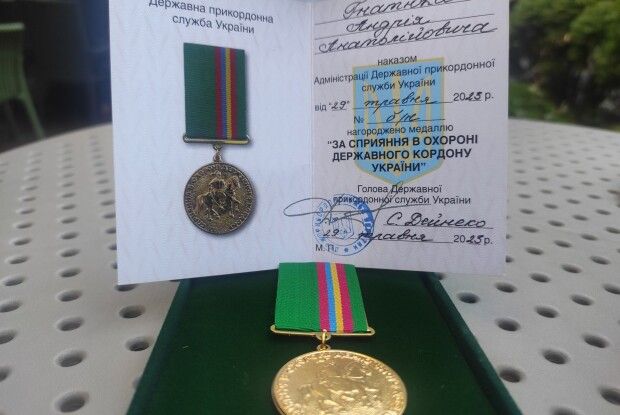 Державна прикордонна
служба України
Андрія
Анатолійовича
наказом
Адміністрації Державної прикордонної
служби України
від "29" травня 2023 р.
№ б/н
нагороджено медаллю
"ЗА СПРИЯННЯ В ОХОРОНІ
ДЕРЖАВНОГО КОРДОНУ
УКРАЇНИ"
Голова Державної
прикордонної служби України
С. Дейнеко
29 травня 2023 р.
М.П.